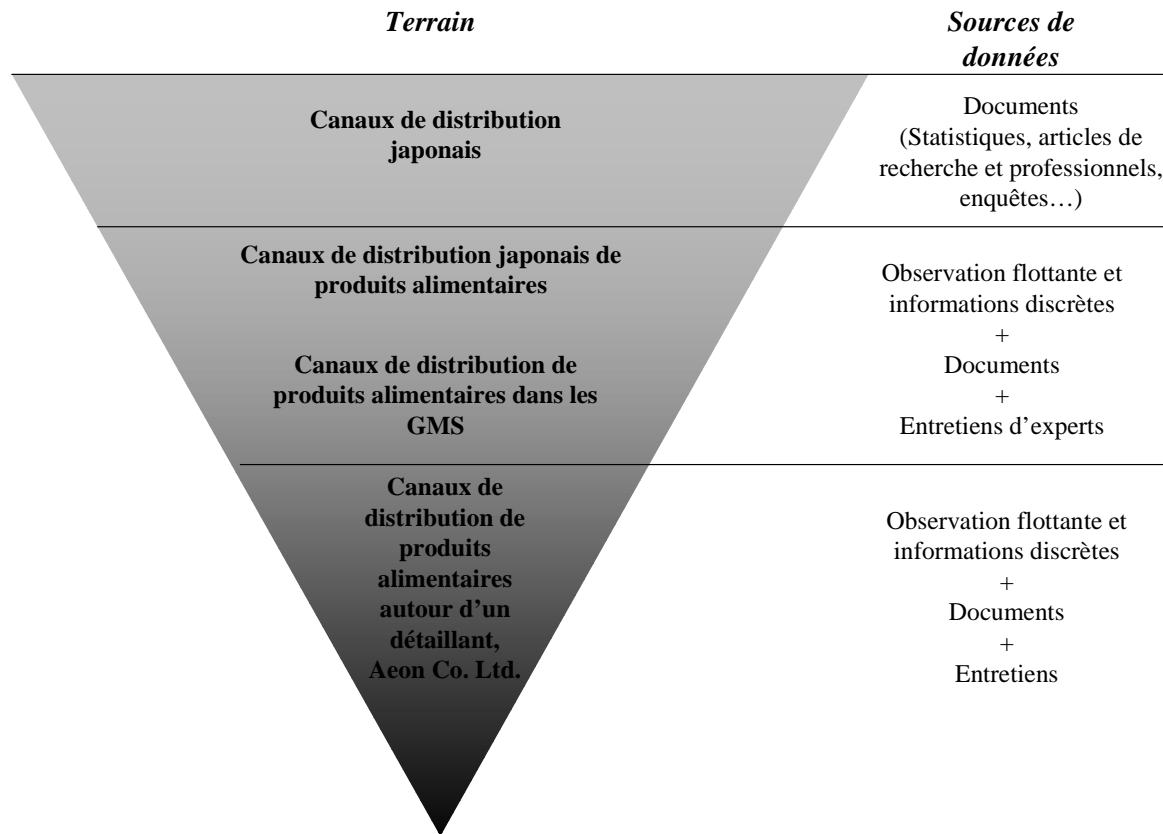 Terrain
Sources de
données
Canaux de distribution
japonais
Documents
(Statistiques, articles de
recherche et professionnels,
enquêtes…)
Canaux de distribution japonais de
produits alimentaires
Canaux de distribution de
produits alimentaires dans les
GMS
Observation flottante et
informations discrètes
+
Documents
+
Entretiens d’experts
Canaux de
distribution de
produits
alimentaires
autour d’un
détaillant,
Aeon Co. Ltd.
Observation flottante et
informations discrètes
+
Documents
+
Entretiens